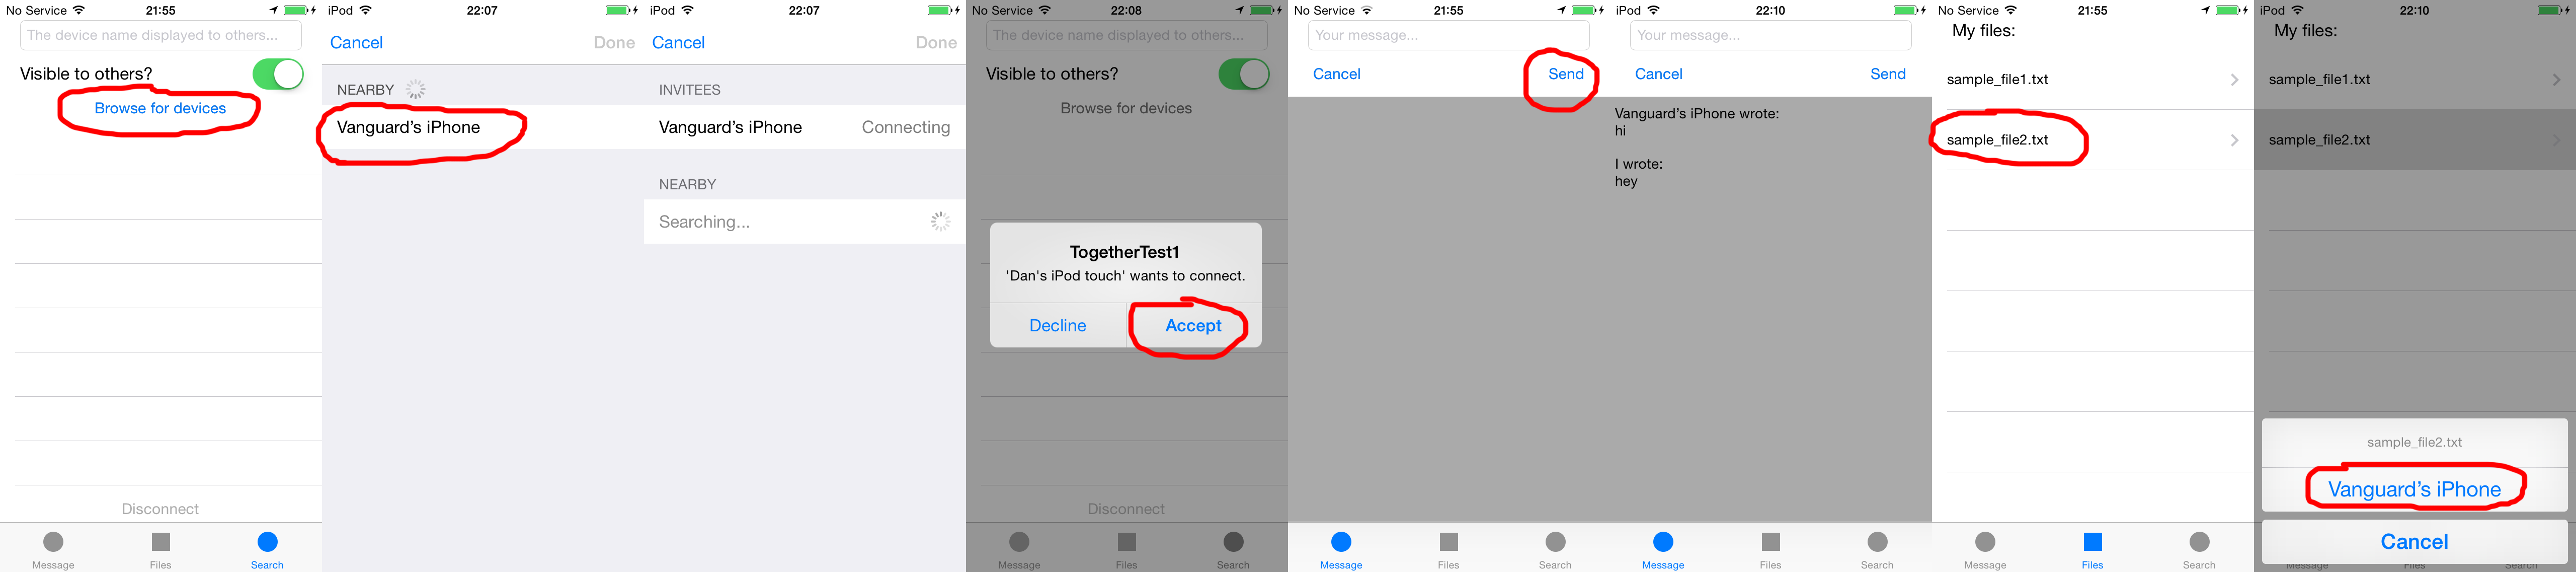 No Service 21:55
The device name displayed to others...
Visible to others?
Browse for devices
Disconnect
Message Files Search
iPod 22:07
Cancel Done
NEARBY
Vanguard's iPhone
iPod 22:07
Cancel Done
INVITEES
Vanguard's iPhone Connecting
NEARBY
Searching...
No Service 22:08
The device name displayed to others...
Visible to others?
Browse for devices
TogetherTest1
'Dan's iPod touch' wants to connect.
Decline Accept
Disconnect
Message Files Search
No Service 21:55
Your message...
Cancel Send
Message Files Search
iPod 22:10
Your message...
Cancel Send
Vanguard's iPhone wrote:
hi
I wrote:
hey
Message Files Search
No Service 21:55
My files:
sample_file1.txt
sample_file2.txt
Message Files Search
iPod 22:10
My files:
sample_file1.txt
sample_file2.txt
sample_file2.txt
Vanguard's iPhone
Cancel
Message Files Search